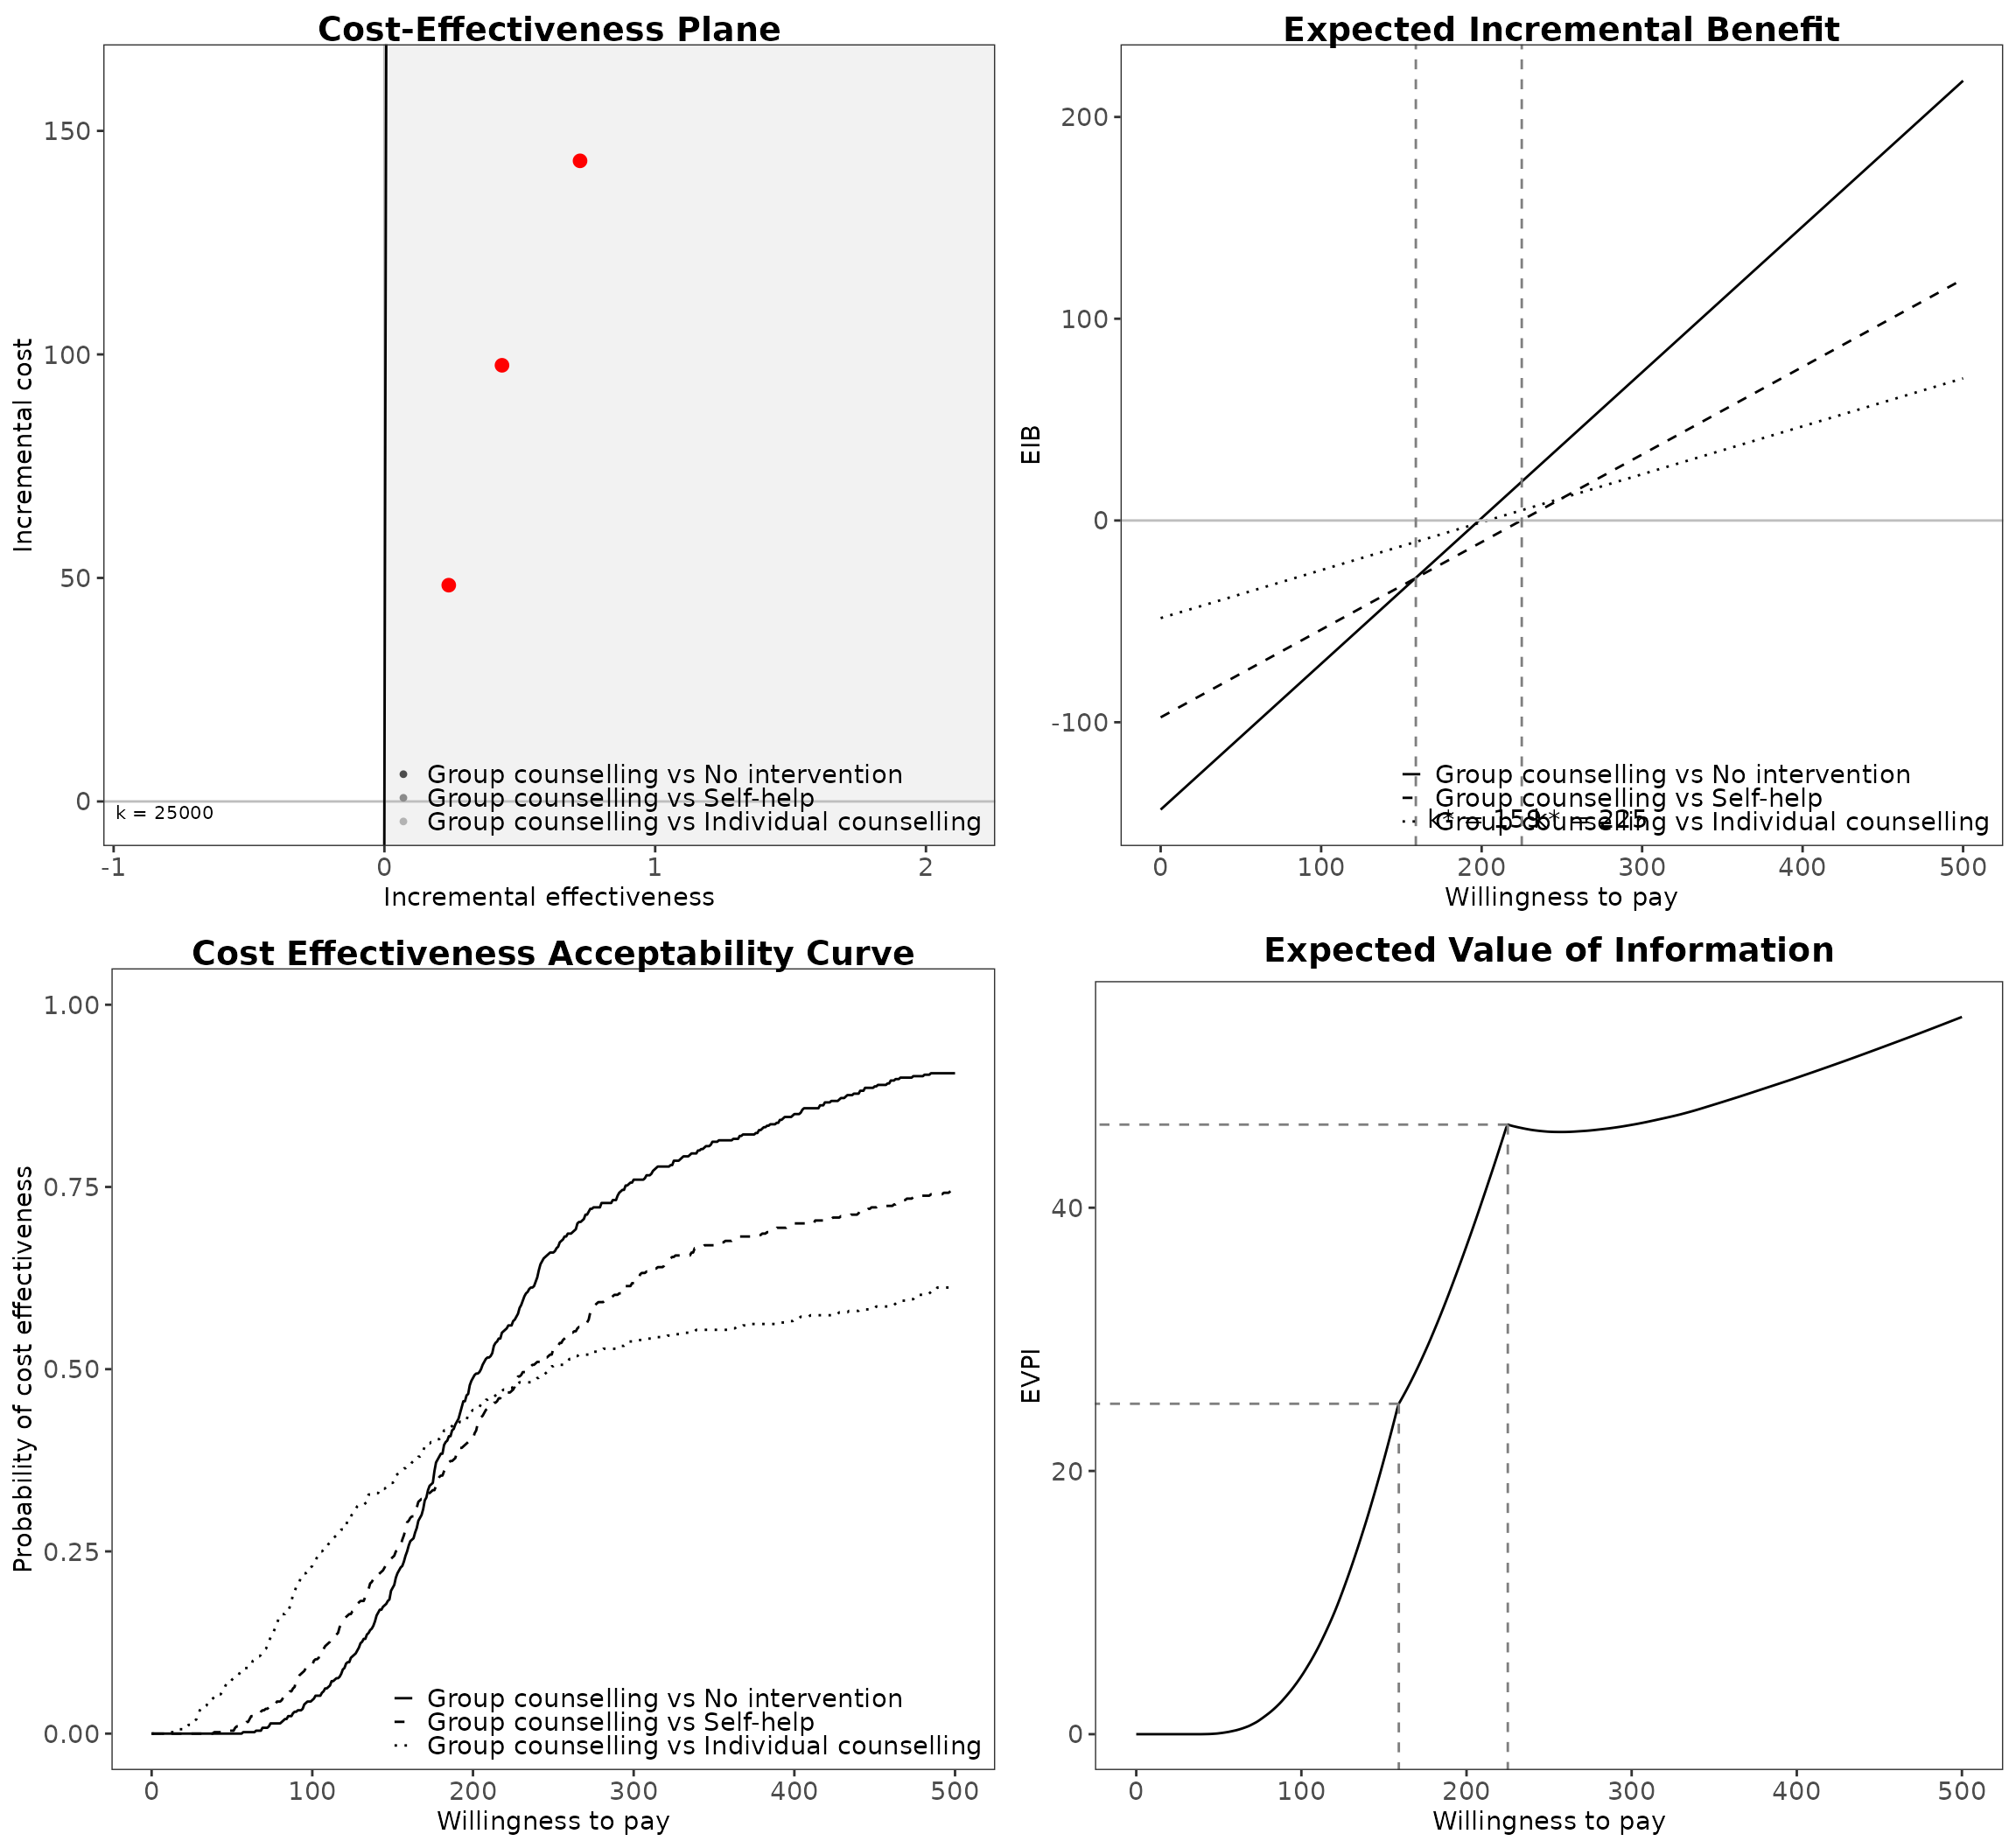 Cost-Effectiveness Plane
150
100
50
0
Incremental cost
k = 25000
Group counselling vs No intervention
Group counselling vs Self-help
Group counselling vs Individual counselling
-1 0 1 2
Incremental effectiveness
Expected Incremental Benefit
200
100
0
-100
EIB
Group counselling vs No intervention
Group counselling vs Self-help
Group counselling vs Individual counselling
k* = 159
k* = 225
0 100 200 300 400 500
Willingness to pay
Cost Effectiveness Acceptability Curve
1.00
0.75
0.50
0.25
0.00
Probability of cost effectiveness
Group counselling vs No intervention
Group counselling vs Self-help
Group counselling vs Individual counselling
0 100 200 300 400 500
Willingness to pay
Expected Value of Information
40
20
0
EVPI
0 100 200 300 400 500
Willingness to pay